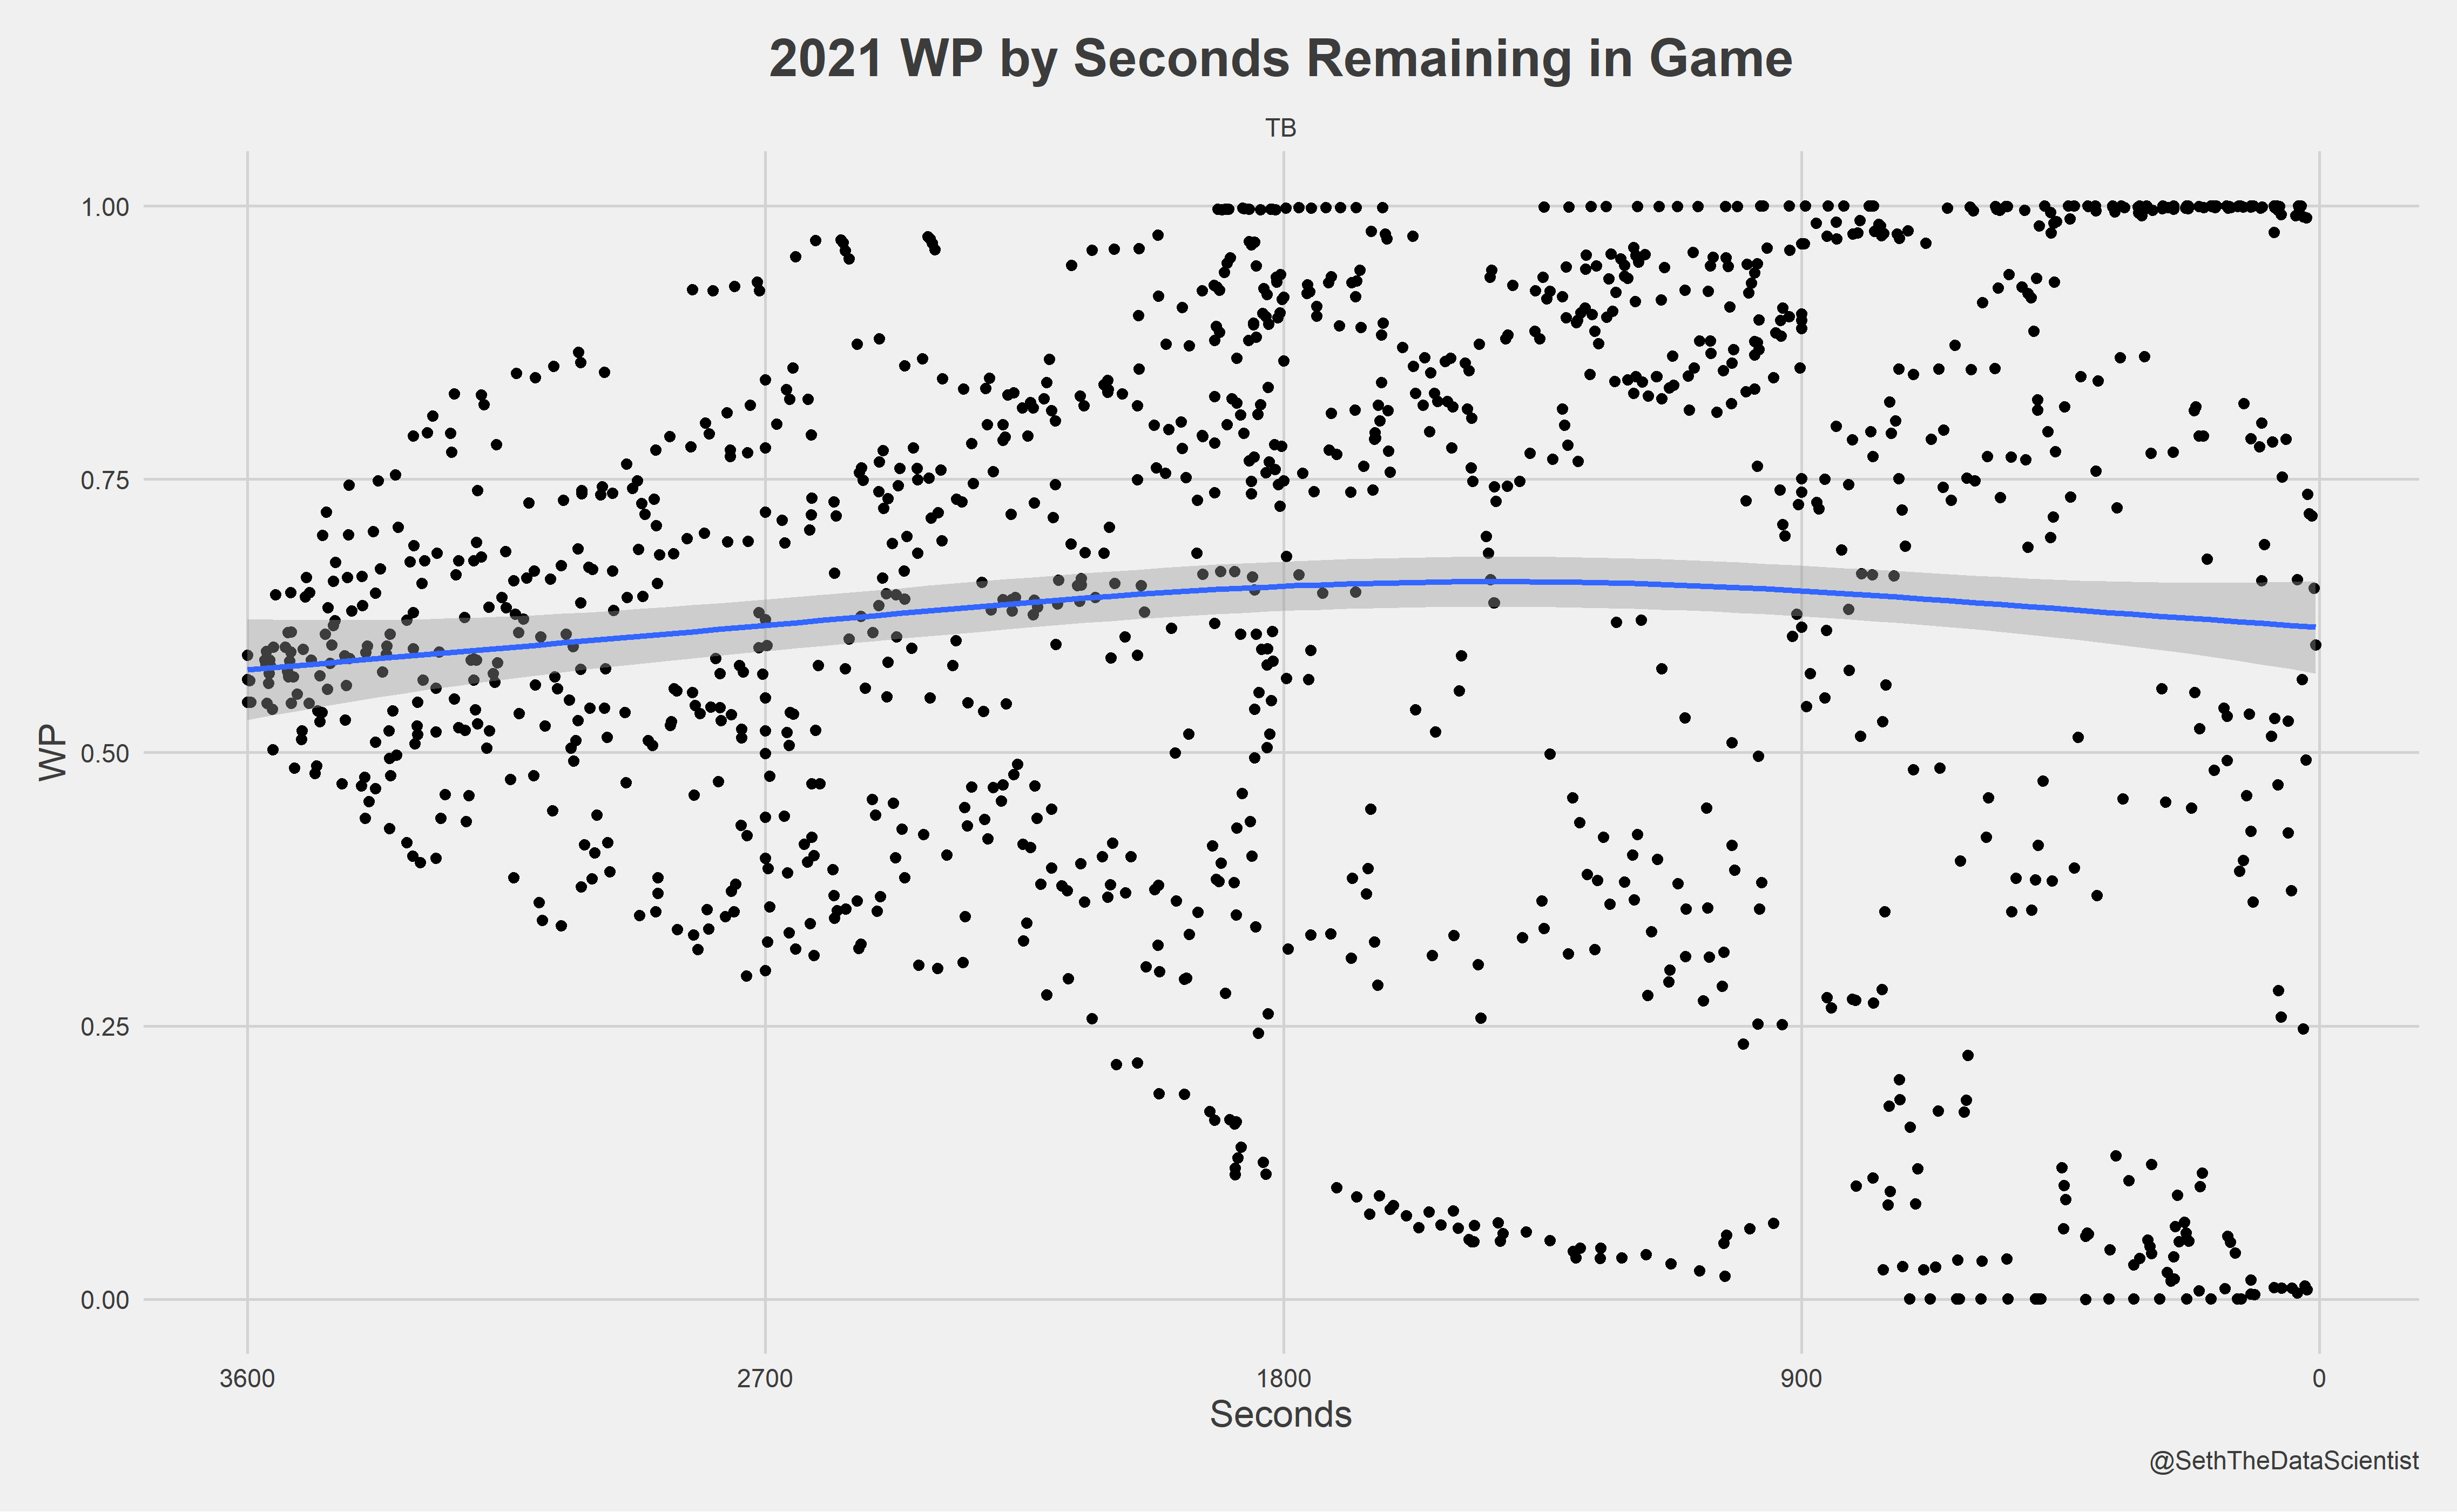 2021 WP by Seconds Remaining in Game
TB
1.00
0.75
0.50
0.25
0.00
WP
3600 2700 1800 900 0
Seconds
@SethTheDataScientist